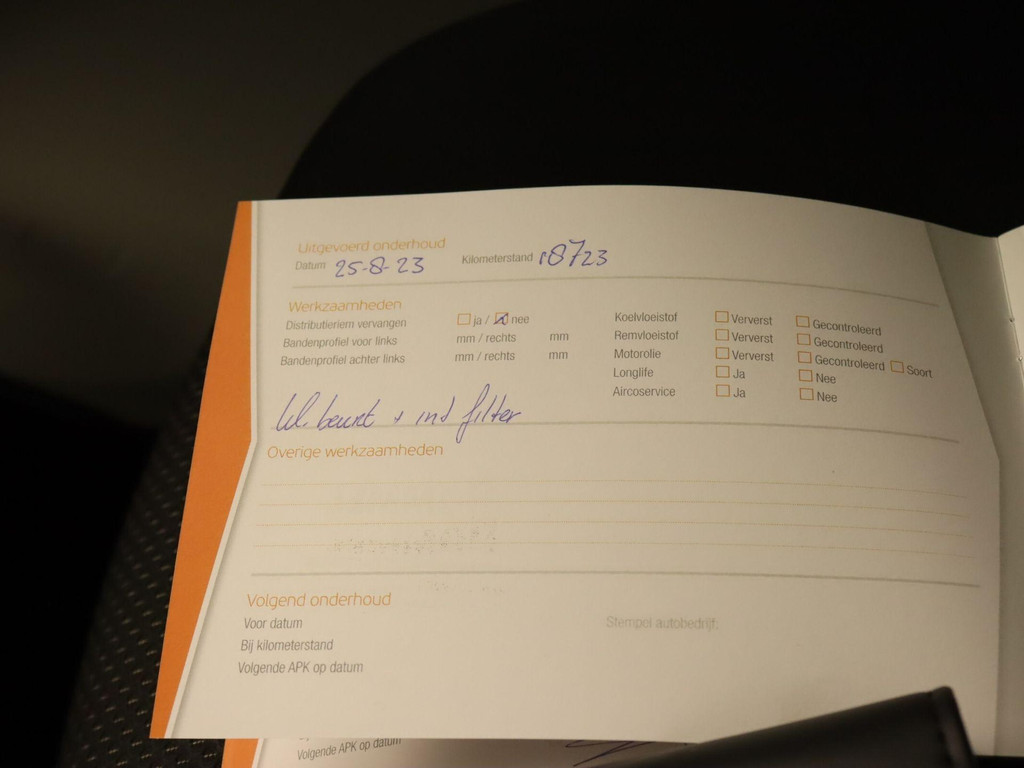 Uitgevoerd onderhoud
Datum 25-8-23 Kilometerstand 18723
Werkzaamheden
Distributieriem vervangen ja / nee
Bandenprofiel voor links mm / rechts mm
Bandenprofiel achter links mm / rechts mm
Koelvloeistof Ververst Gecontroleerd
Remvloeistof Ververst Gecontroleerd
Motorolie Ververst Gecontroleerd Soort
Longlife Ja Nee
Aircoservice Ja Nee
kl. beurt + int filter
Overige werkzaamheden
Volgend onderhoud
Voor datum
Bij kilometerstand
Volgende APK op datum
Stempel autobedrijf.
Volgende APK op datum